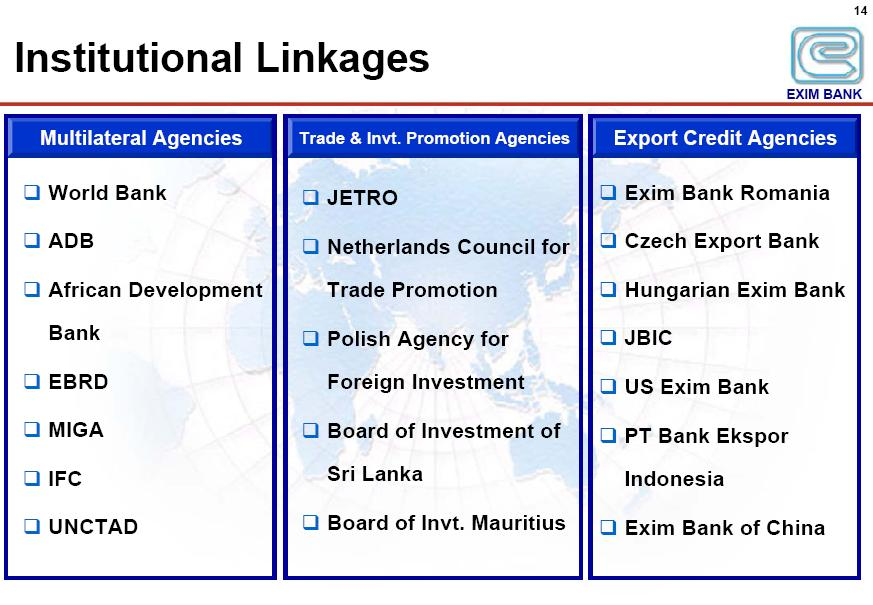 14
Institutional Linkages
EXIM BANK
Multilateral Agencies
World Bank
ADB
African Development
Bank
EBRD
MIGA
IFC
UNCTAD
Trade & Invt. Promotion Agencies
JETRO
Netherlands Council for
Trade Promotion
Polish Agency for
Foreign Investment
Board of Investment of
Sri Lanka
Board of Invt. Mauritius
Export Credit Agencies
Exim Bank Romania
Czech Export Bank
Hungarian Exim Bank
JBIC
US Exim Bank
PT Bank Ekspor
Indonesia
Exim Bank of China